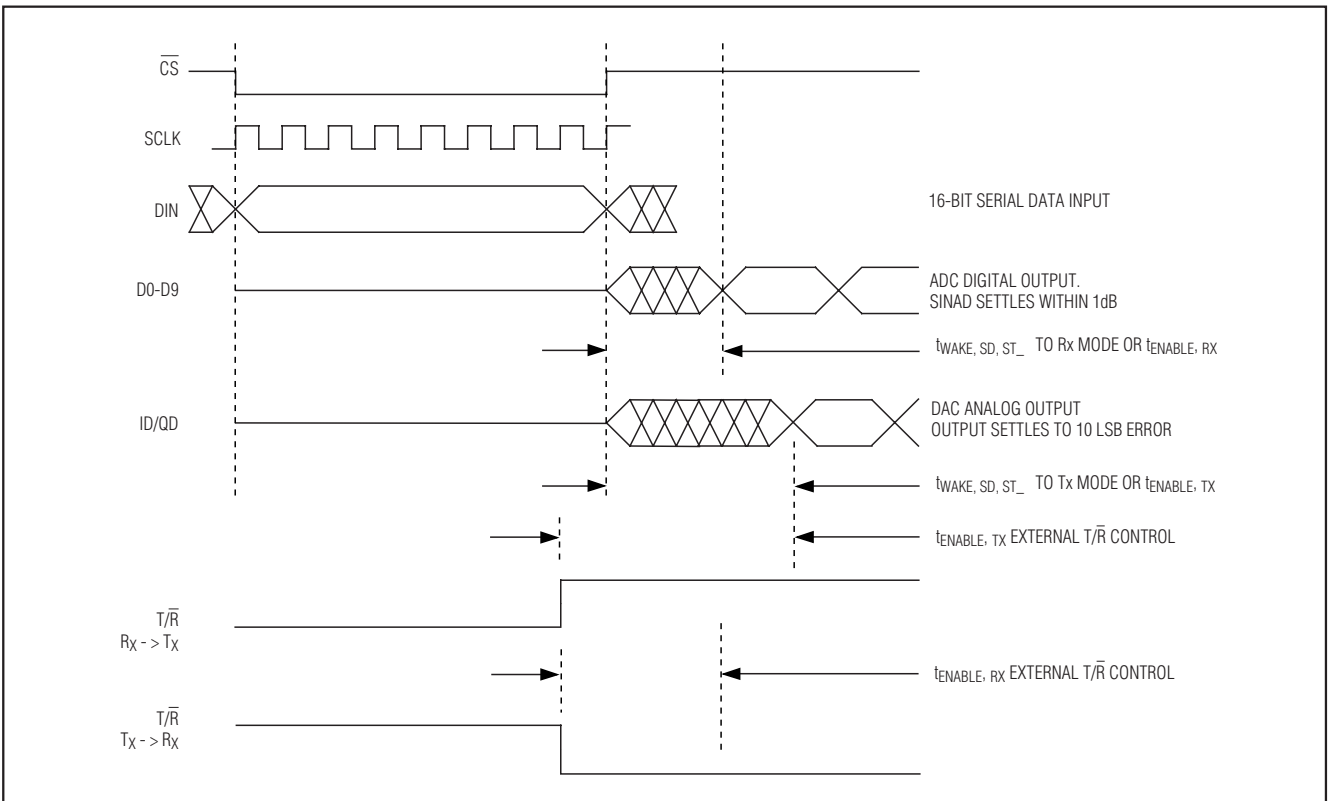 C̅S̅
SCLK
DIN
16-BIT SERIAL DATA INPUT
D0-D9
ADC DIGITAL OUTPUT.
SINAD SETTLES WITHIN 1dB
tWAKE, SD, ST_ TO Rx MODE OR tENABLE, RX
ID/QD
DAC ANALOG OUTPUT
OUTPUT SETTLES TO 10 LSB ERROR
tWAKE, SD, ST_ TO Tx MODE OR tENABLE, TX
tENABLE, TX EXTERNAL T/R̅ CONTROL
T/R̅
RX - > TX
tENABLE, RX EXTERNAL T/R̅ CONTROL
T/R̅
TX - > RX